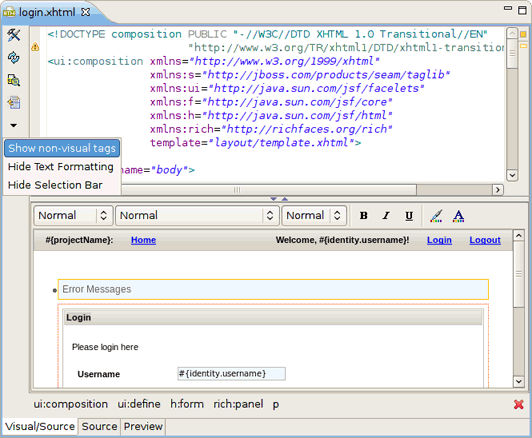 login.xhtml
<!DOCTYPE composition PUBLIC "-//W3C//DTD XHTML 1.0 Transitional//EN"
"http://www.w3.org/TR/xhtml1/DTD/xhtml1-transition
<ui:composition xmlns="http://www.w3.org/1999/xhtml"
xmlns:s="http://jboss.com/products/seam/taglib"
xmlns:ui="http://java.sun.com/jsf/facelets"
xmlns:f="http://java.sun.com/jsf/core"
xmlns:h="http://java.sun.com/jsf/html"
xmlns:rich="http://richfaces.org/rich"
template="layout/template.xhtml">
Show non-visual tags
Hide Text Formatting
name="body">
Hide Selection Bar
Normal Normal Normal B I U A
#{projectName}: Home Welcome, #{identity.username}! Login Logout
Error Messages
Login
Please login here
Username #{identity.username}
ui:composition ui:define h:form rich:panel p
Visual/Source Source Preview